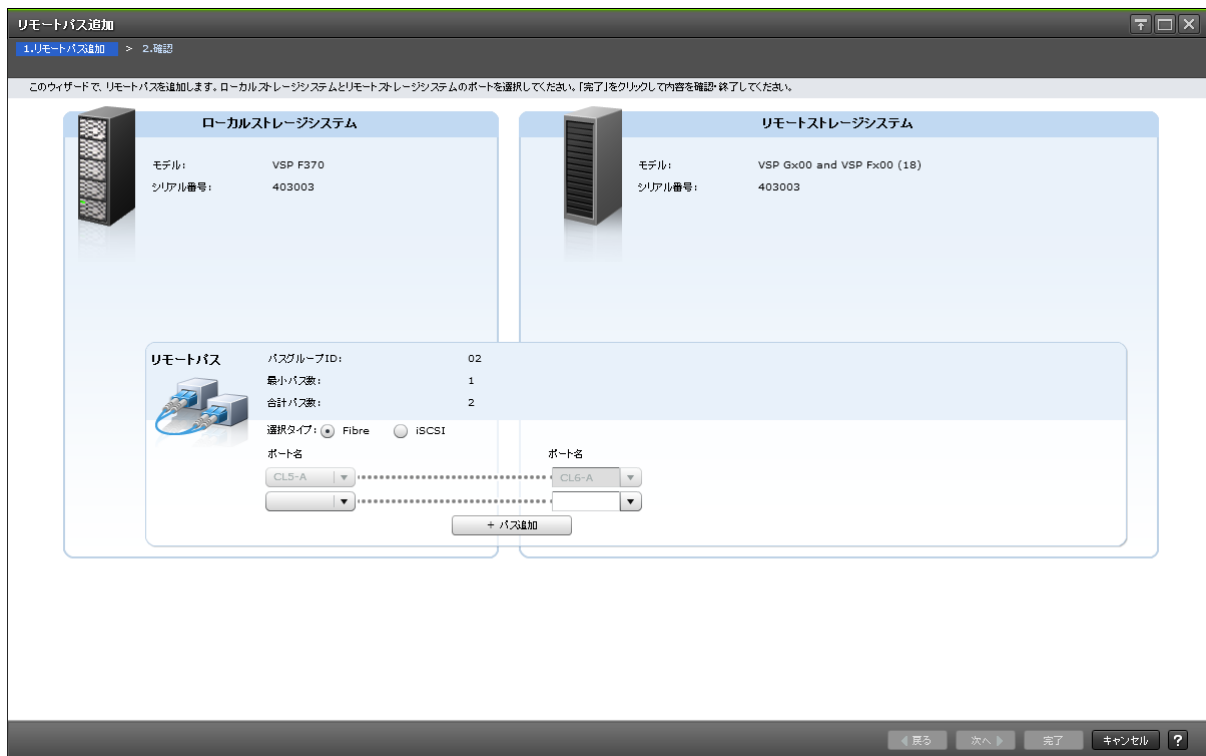 リモートパス追加
1.リモートパス追加 > 2.確認
このウィザードで、リモートパスを追加します。ローカルストレージシステムとリモートストレージシステムのポートを選択してください。「完了」をクリックして内容を確認・終了してください。
ローカルストレージシステム
モデル: VSP F370
シリアル番号: 403003
リモートストレージシステム
モデル: VSP Gx00 and VSP Fx00 (18)
シリアル番号: 403003
リモートパス
パスグループID: 02
最小パス数: 1
合計パス数: 2
選択タイプ: Fibre iSCSI
ポート名 ポート名
CL5-A CL6-A
+ パス追加
戻る 次へ 完了 キャンセル ?